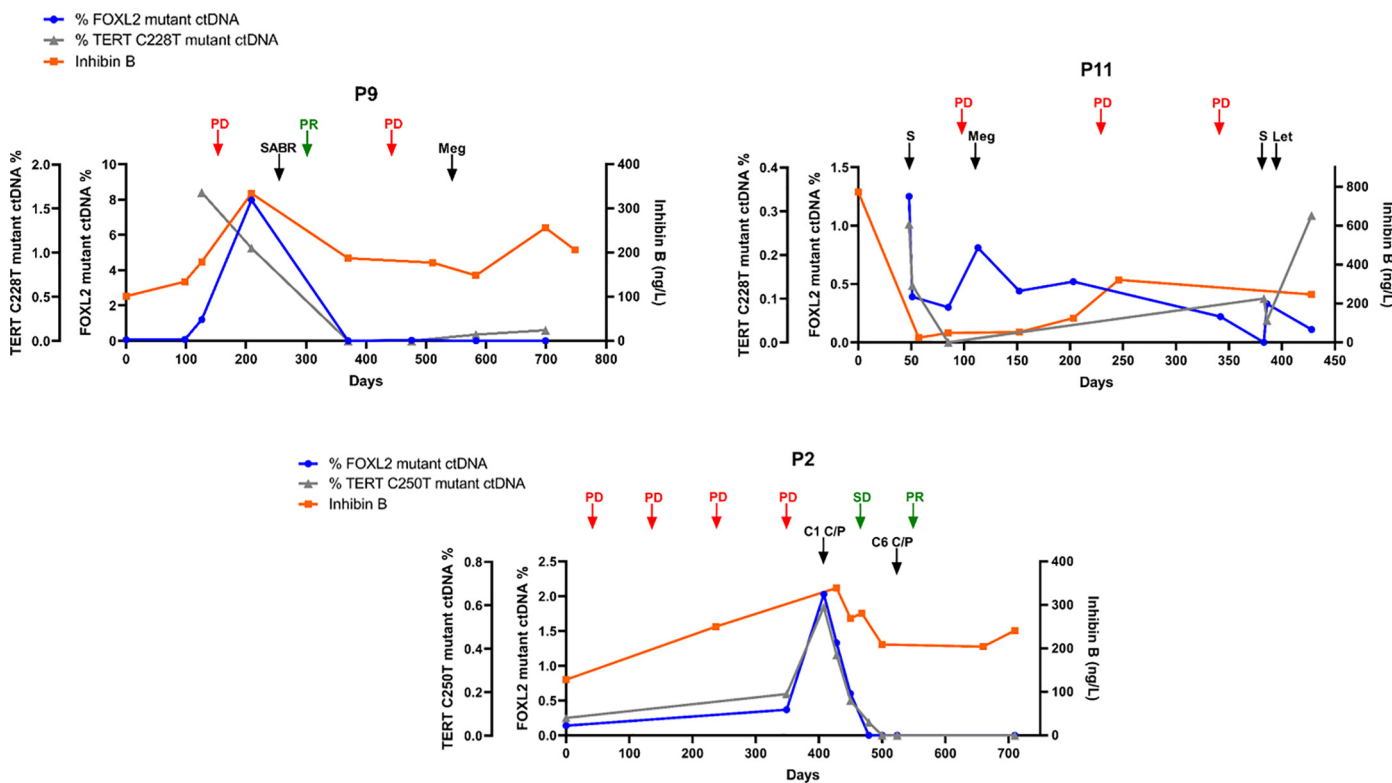 % FOXL2 mutant ctDNA
% TERT C228T mutant ctDNA
Inhibin B
P9
PD
PR
PD
SABR
Meg
TERT C228T mutant ctDNA %
2.0
1.5
1.0
0.5
0.0
FOXL2 mutant ctDNA %
10
8
6
4
2
0
400
300
200
100
0
Inhibin B (ng/L)
0 100 200 300 400 500 600 700 800
Days
P11
PD
PD
PD
S
Meg
S Let
TERT C228T mutant ctDNA %
0.4
0.3
0.2
0.1
0.0
FOXL2 mutant ctDNA %
1.5
1.0
0.5
0.0
800
600
400
200
0
Inhibin B (ng/L)
0 50 100 150 200 250 300 350 400 450
Days
% FOXL2 mutant ctDNA
% TERT C250T mutant ctDNA
Inhibin B
P2
PD
PD
PD
PD
SD
PR
C1 C/P
C6 C/P
TERT C250T mutant ctDNA %
0.8
0.6
0.4
0.2
0.0
FOXL2 mutant ctDNA %
2.5
2.0
1.5
1.0
0.5
0.0
400
300
200
100
0
Inhibin B (ng/L)
0 100 200 300 400 500 600 700
Days